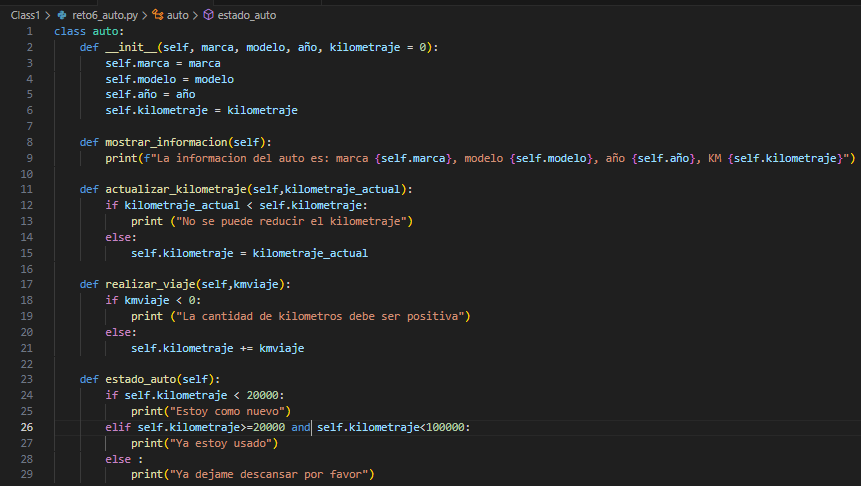 Class1 > reto6_auto.py > auto > estado_auto
1 class auto:
2     def __init__(self, marca, modelo, año, kilometraje = 0):
3         self.marca = marca
4         self.modelo = modelo
5         self.año = año
6         self.kilometraje = kilometraje
7
8     def mostrar_informacion(self):
9         print(f"La informacion del auto es: marca {self.marca}, modelo {self.modelo}, año {self.año}, KM {self.kilometraje}")
10
11     def actualizar_kilometraje(self,kilometraje_actual):
12         if kilometraje_actual < self.kilometraje:
13             print ("No se puede reducir el kilometraje")
14         else:
15             self.kilometraje = kilometraje_actual
16
17     def realizar_viaje(self,kmviaje):
18         if kmviaje < 0:
19             print ("La cantidad de kilometros debe ser positiva")
20         else:
21             self.kilometraje += kmviaje
22
23     def estado_auto(self):
24         if self.kilometraje < 20000:
25             print("Estoy como nuevo")
26         elif self.kilometraje>=20000 and self.kilometraje<100000:
27             print("Ya estoy usado")
28         else :
29             print("Ya dejame descansar por favor")